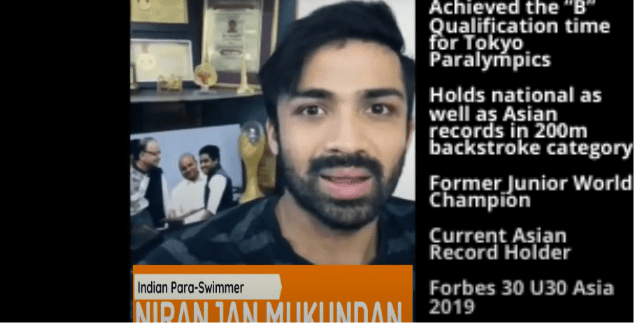 Achieved the "B"
Qualification time
for Tokyo
Paralympics
Holds national as
well as Asian
records in 200m
backstroke category
Former Junior World
Champion
Current Asian
Record Holder
Forbes 30 U30 Asia
2019
Indian Para-Swimmer
NIRANJAN MUKUNDAN